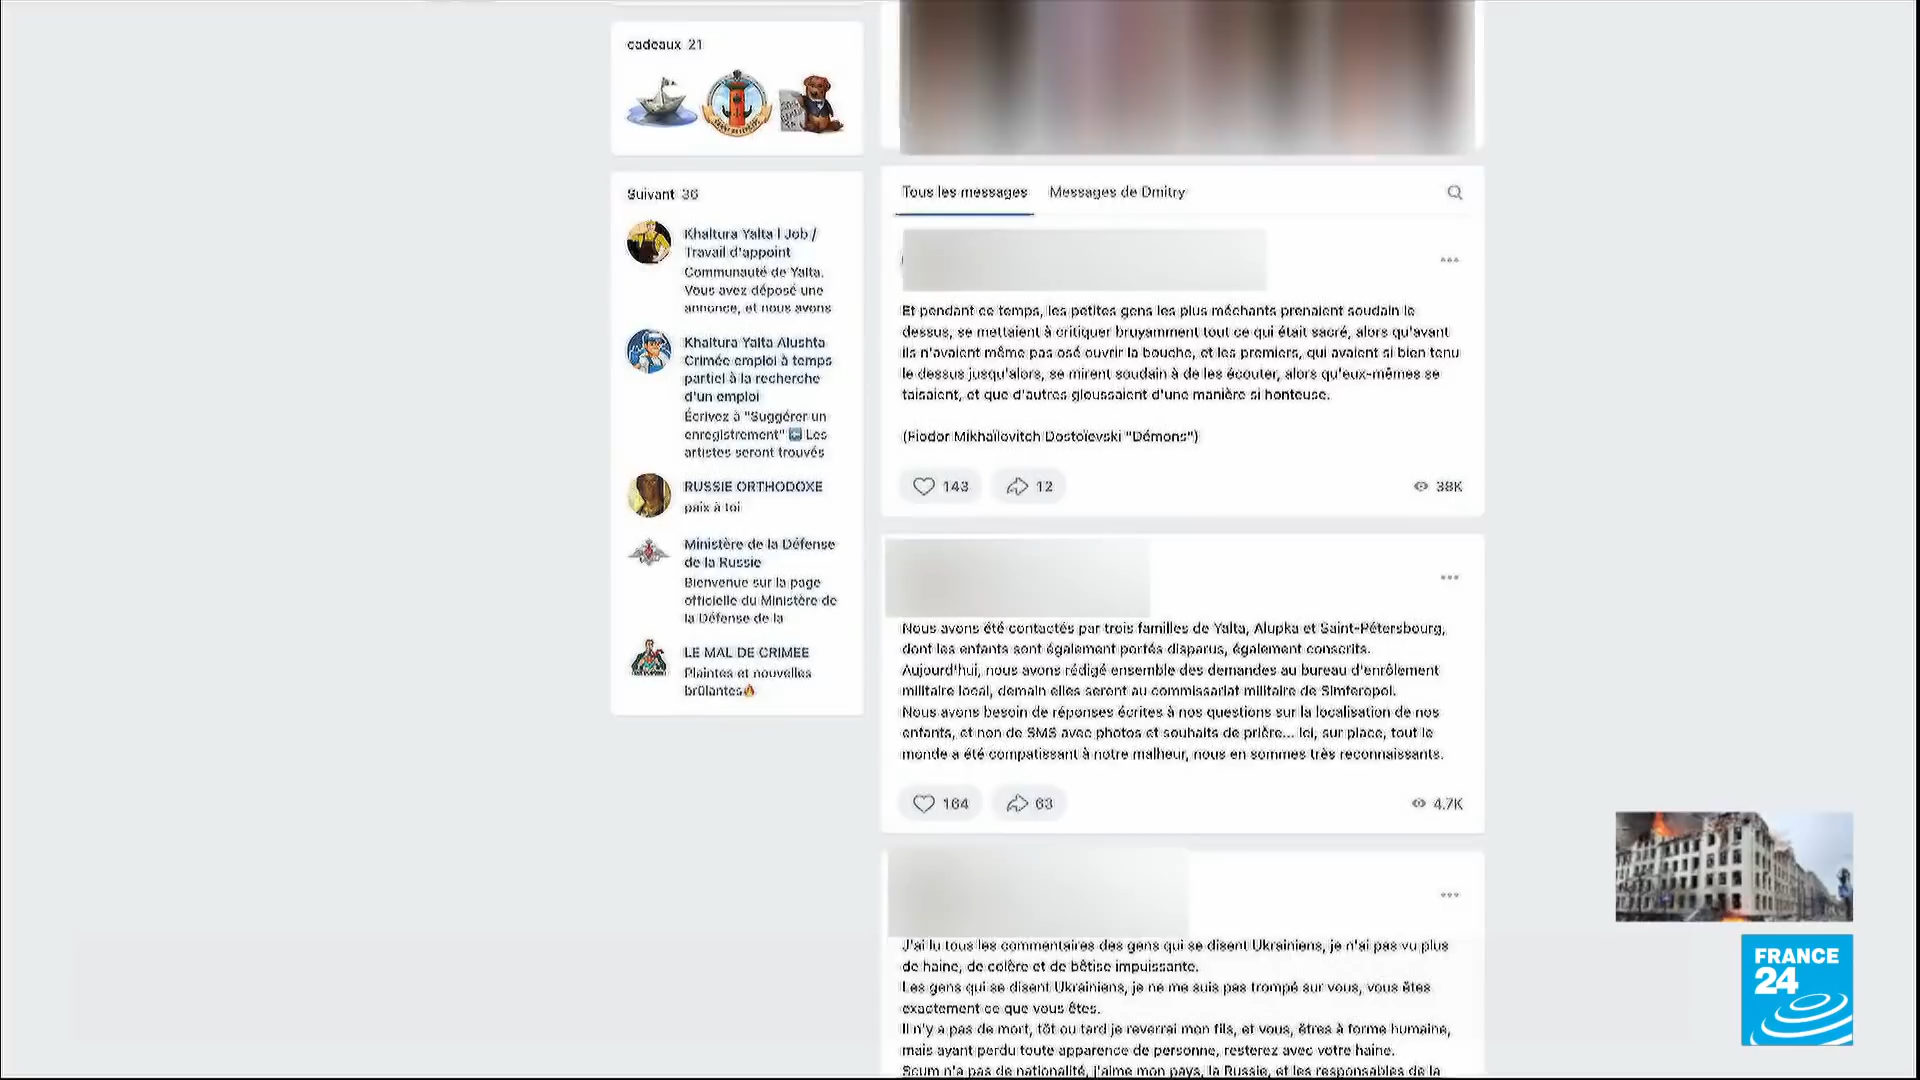 cadeaux 21
Suivant 36
Khaltura Yalta | Job /
Travail d'appoint
Communauté de Yalta.
Vous avez déposé une
annonce, et nous avons
Khaltura Yalta Alushta
Crimée emploi à temps
partiel à la recherche
d'un emploi
Écrivez à "Suggérer un
enregistrement" Les
artistes seront trouvés
RUSSIE ORTHODOXE
paix à toi
Ministère de la Défense
de la Russie
Bienvenue sur la page
officielle du Ministère de
la Défense de la
LE MAL DE CRIMEE
Plaintes et nouvelles
brûlantes🔥
Tous les messages Messages de Dmitry
Et pendant ce temps, les petites gens les plus méchants prenaient soudain le
dessus, se mettaient à critiquer bruyamment tout ce qui était sacré, alors qu'avant
ils n'avaient même pas osé ouvrir la bouche, et les premiers, qui avaient si bien tenu
le dessus jusqu'alors, se mirent soudain à de les écouter, alors qu'eux-mêmes se
taisaient, et que d'autres gloussaient d'une manière si honteuse.
(Fiodor Mikhaïlovitch Dostoïevski "Démons")
143 12 38K
Nous avons été contactés par trois familles de Yalta, Alupka et Saint-Pétersbourg,
dont les enfants sont également portés disparus, également conscrits.
Aujourd'hui, nous avons rédigé ensemble des demandes au bureau d'enrôlement
militaire local, demain elles seront au commissariat militaire de Simferopol.
Nous avons besoin de réponses écrites à nos questions sur la localisation de nos
enfants, et non de SMS avec photos et souhaits de prière... Ici, sur place, tout le
monde a été compatissant à notre malheur, nous en sommes très reconnaissants.
164 63 4.7K
J'ai lu tous les commentaires des gens qui se disent Ukrainiens, je n'ai pas vu plus
de haine, de colère et de bêtise impuissante.
Les gens qui se disent Ukrainiens, je ne me suis pas trompé sur vous, vous êtes
exactement ce que vous êtes.
Il n'y a pas de mort, tôt ou tard je reverrai mon fils, et vous, êtres à forme humaine,
mais ayant perdu toute apparence de personne, resterez avec votre haine.
Scum n'a pas de nationalité, j'aime mon pays, la Russie, et les responsables de la
FRANCE
24